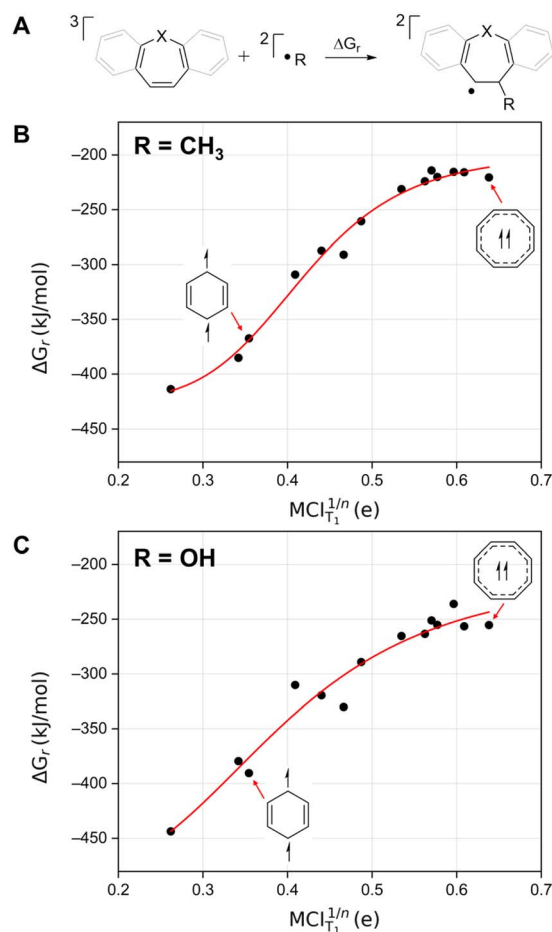 A
3 X + 2 •R ΔGr 2 X • R
B
R = CH3
−200
−250
−300
−350
−400
−450
ΔGr (kJ/mol)
0.2 0.3 0.4 0.5 0.6 0.7
MCI T1 1/n (e)
C
R = OH
−200
−250
−300
−350
−400
−450
ΔGr (kJ/mol)
0.2 0.3 0.4 0.5 0.6 0.7
MCI T1 1/n (e)